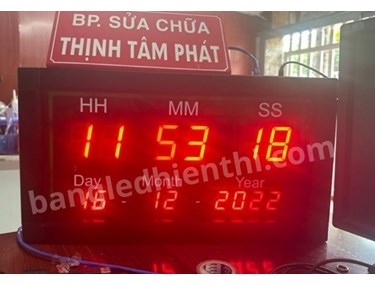 BP. SỬA CHỮA
THỊNH TÂM PHÁT
HH MM SS
11 53 18
bangledhienthi.com
Day Month Year
16 - 12 - 2022